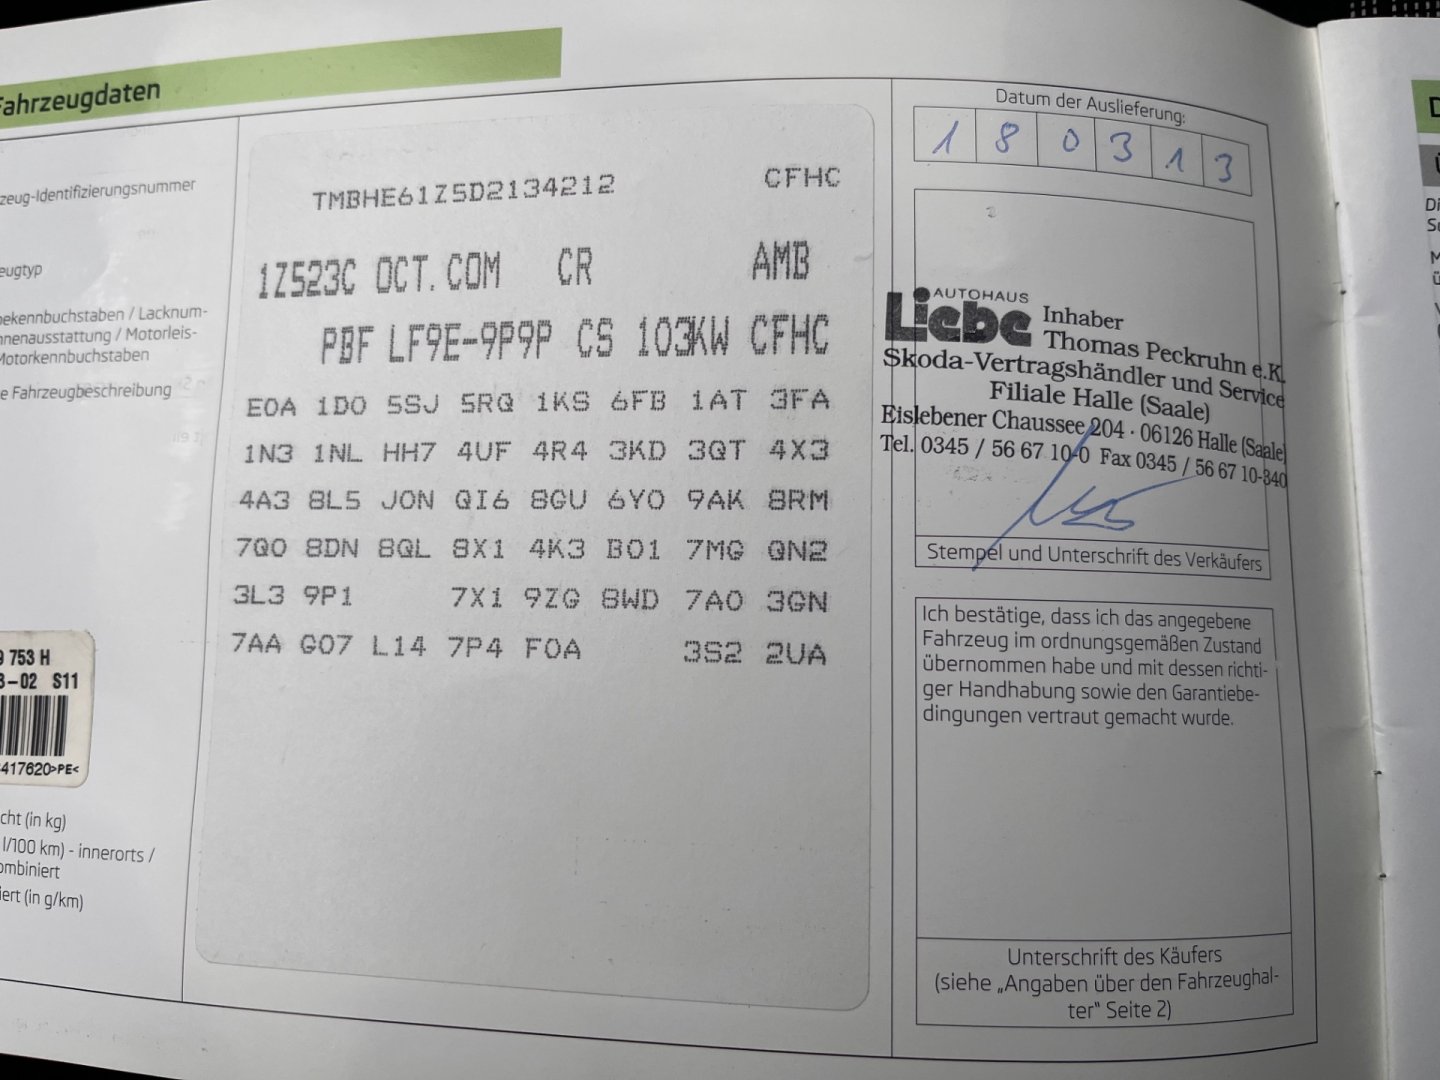 Fahrzeugdaten
zeug-Identifizierungsnummer
eugtyp
ekennbuchstaben / Lacknum-
nenausstattung / Motorleis-
Motorkennbuchstaben
e Fahrzeugbeschreibung
9 753 H
3-02 S11
417620>PE<
cht (in kg)
l/100 km) - innerorts /
ombiniert
iert (in g/km)
TMBHE61Z5D2134212 CFHC
1Z523C OCT. COM CR AMB
PBF LF9E-9P9P CS 103KW CFHC
E0A 1D0 5SJ 5RQ 1KS 6FB 1AT 3FA
1N3 1NL HH7 4UF 4R4 3KD 3QT 4X3
4A3 8L5 J0N QI6 8GU 6Y0 9AK 8RM
7Q0 8DN 8QL 8X1 4K3 B01 7MG QN2
3L3 9P1 7X1 9ZG 8WD 7A0 3GN
7AA G07 L14 7P4 F0A 3S2 2UA
Datum der Auslieferung:
1 8 0 3 1 3
AUTOHAUS
Liebe Inhaber
Thomas Peckruhn e.K.
Skoda-Vertragshändler und Service
Filiale Halle (Saale)
Eislebener Chaussee 204 · 06126 Halle (Saale)
Tel. 0345 / 56 67 10-0 Fax 0345 / 56 67 10-340
Stempel und Unterschrift des Verkäufers
Ich bestätige, dass ich das angegebene
Fahrzeug im ordnungsgemäßen Zustand
übernommen habe und mit dessen richti-
ger Handhabung sowie den Garantiebe-
dingungen vertraut gemacht wurde.
Unterschrift des Käufers
(siehe „Angaben über den Fahrzeughal-
ter" Seite 2)